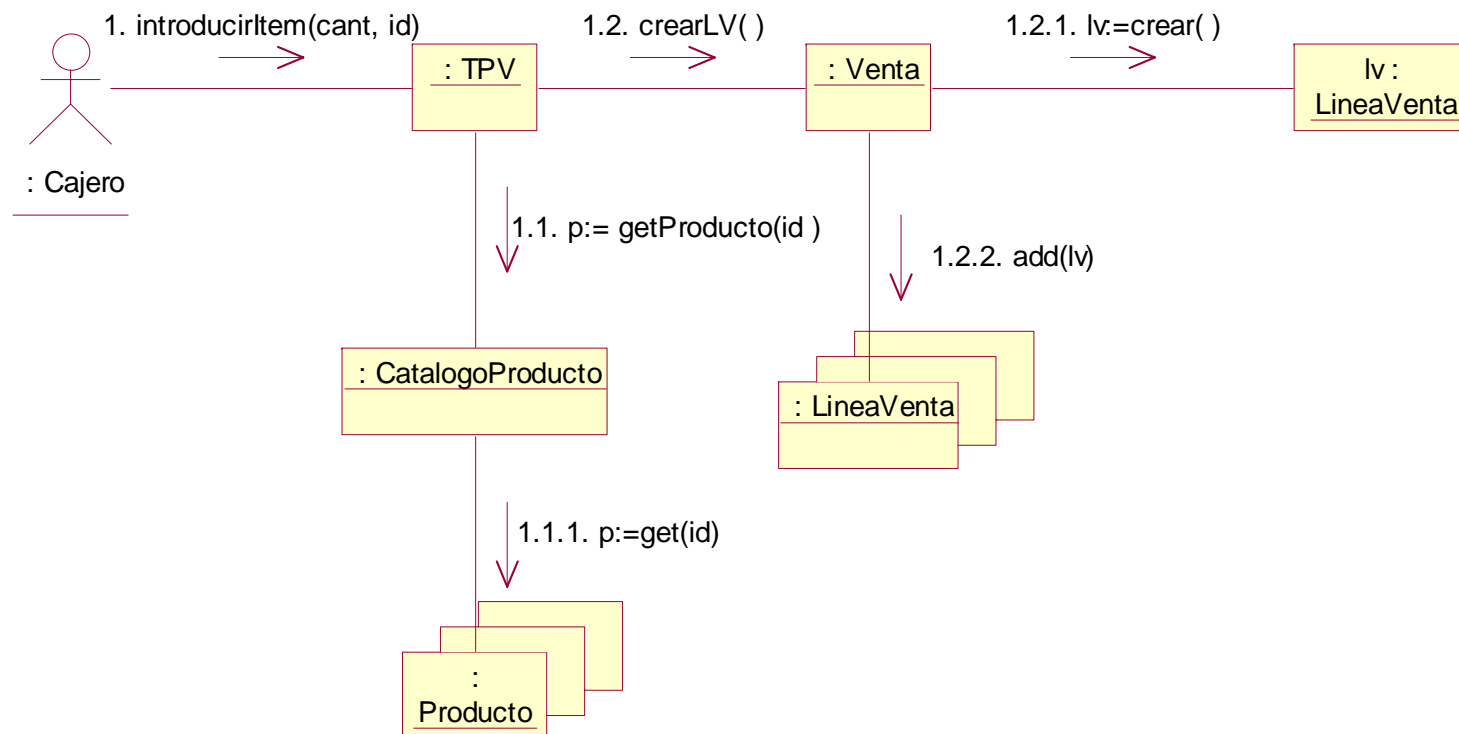 1. introducirItem(cant, id)
1.2. crearLV( )
1.2.1. lv:=crear( )
: TPV
: Venta
lv :
LineaVenta
: Cajero
1.1. p:= getProducto(id )
1.2.2. add(lv)
: CatalogoProducto
: LineaVenta
1.1.1. p:=get(id)
:
Producto